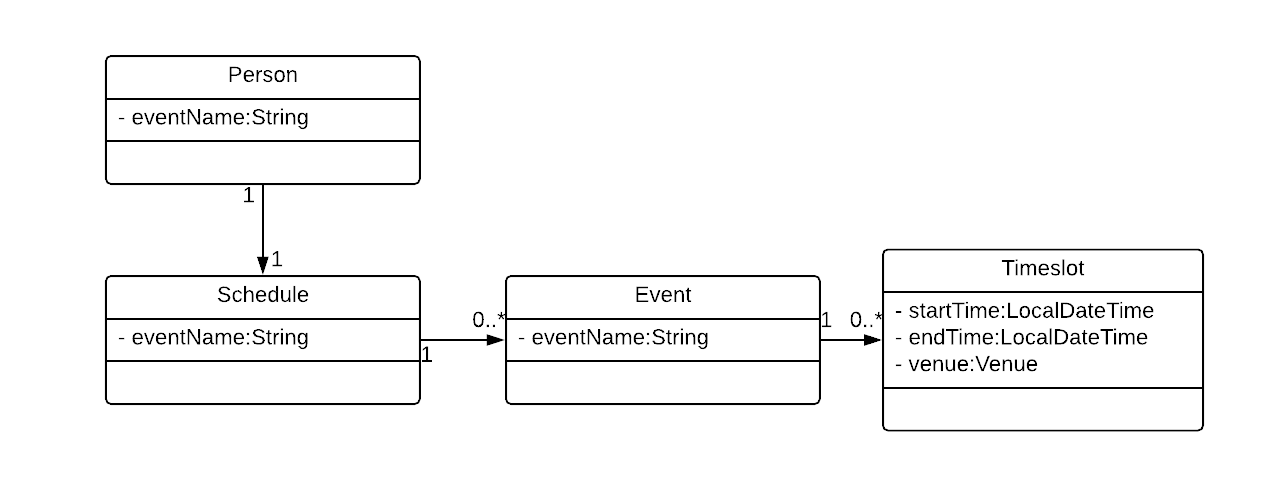 Person
- eventName:String
1
1
Schedule
- eventName:String
1
0..*
Event
- eventName:String
1
0..*
Timeslot
- startTime:LocalDateTime
- endTime:LocalDateTime
- venue:Venue